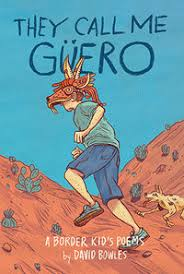 THEY CALL ME
GÜERO
A BORDER KID'S POEMS
by DAVID BOWLES